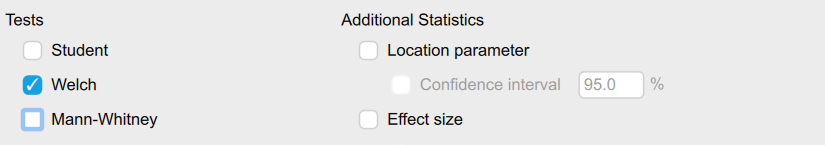 Tests
Additional Statistics
Student
Location parameter
Welch
Confidence interval 95.0 %
Mann-Whitney
Effect size